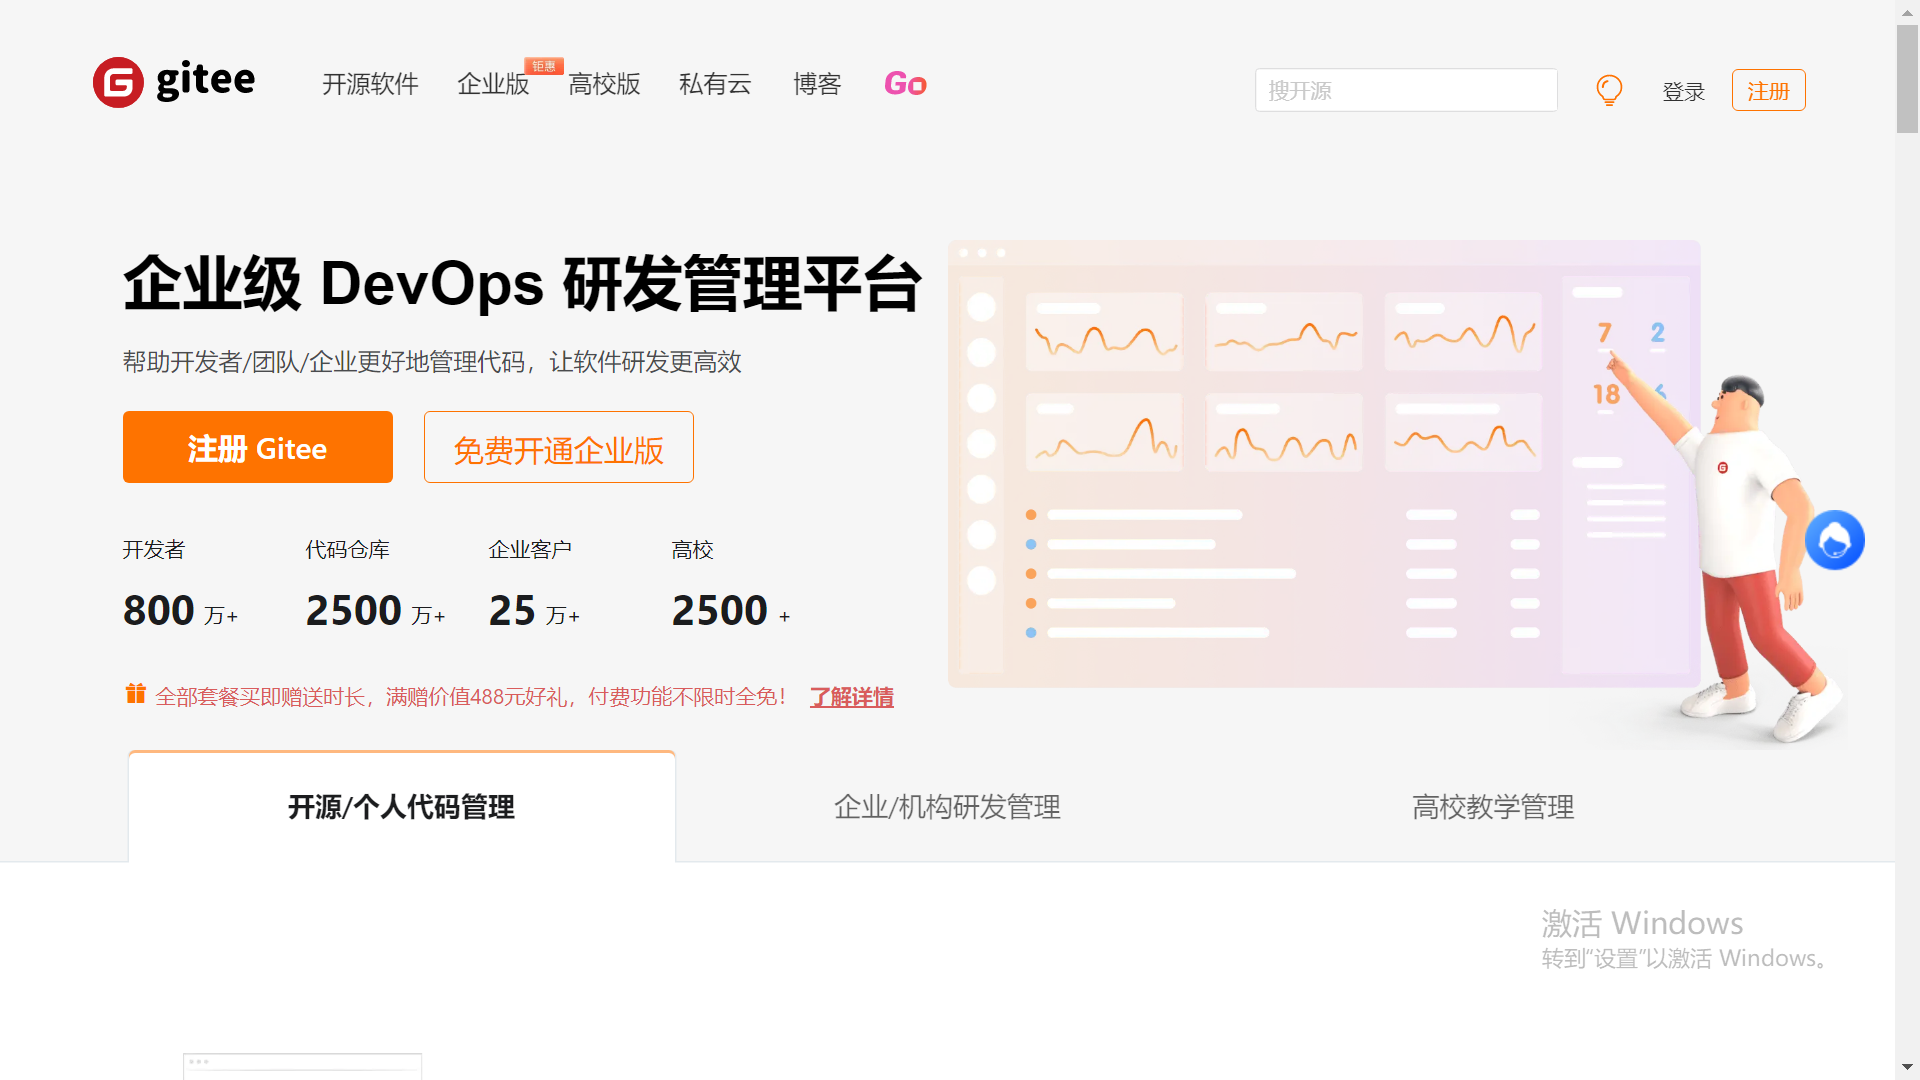 gitee
开源软件 企业版 钜惠 高校版 私有云 博客 Go 搜开源 登录 注册
企业级 DevOps 研发管理平台
帮助开发者/团队/企业更好地管理代码，让软件研发更高效
注册 Gitee 免费开通企业版
开发者 代码仓库 企业客户 高校
800 万+ 2500 万+ 25 万+ 2500 +
全部套餐买即赠送时长，满赠价值488元好礼，付费功能不限时全免！ 了解详情
7 2
18 6
开源/个人代码管理 企业/机构研发管理 高校教学管理
激活 Windows
转到“设置”以激活 Windows。